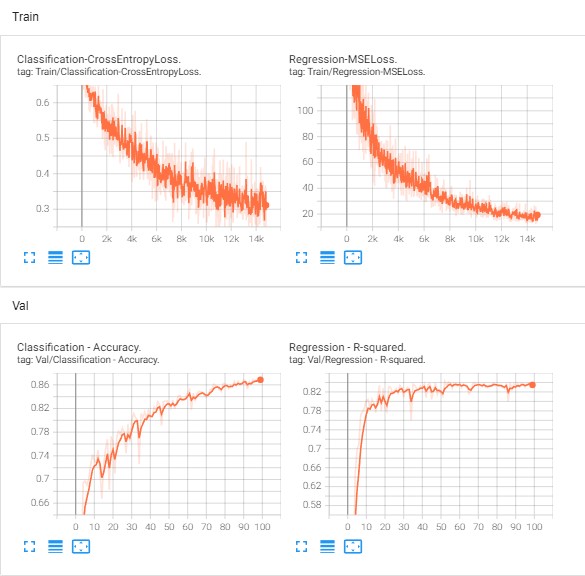 Train
Classification-CrossEntropyLoss.
tag: Train/Classification-CrossEntropyLoss.
0.6
0.5
0.4
0.3
0 2k 4k 6k 8k 10k 12k 14k
Regression-MSELoss.
tag: Train/Regression-MSELoss.
100
80
60
40
20
0 2k 4k 6k 8k 10k 12k 14k
Val
Classification - Accuracy.
tag: Val/Classification - Accuracy.
0.86
0.82
0.78
0.74
0.7
0.66
0 10 20 30 40 50 60 70 80 90 100
Regression - R-squared.
tag: Val/Regression - R-squared.
0.82
0.78
0.74
0.7
0.66
0.62
0.58
0 10 20 30 40 50 60 70 80 90 100